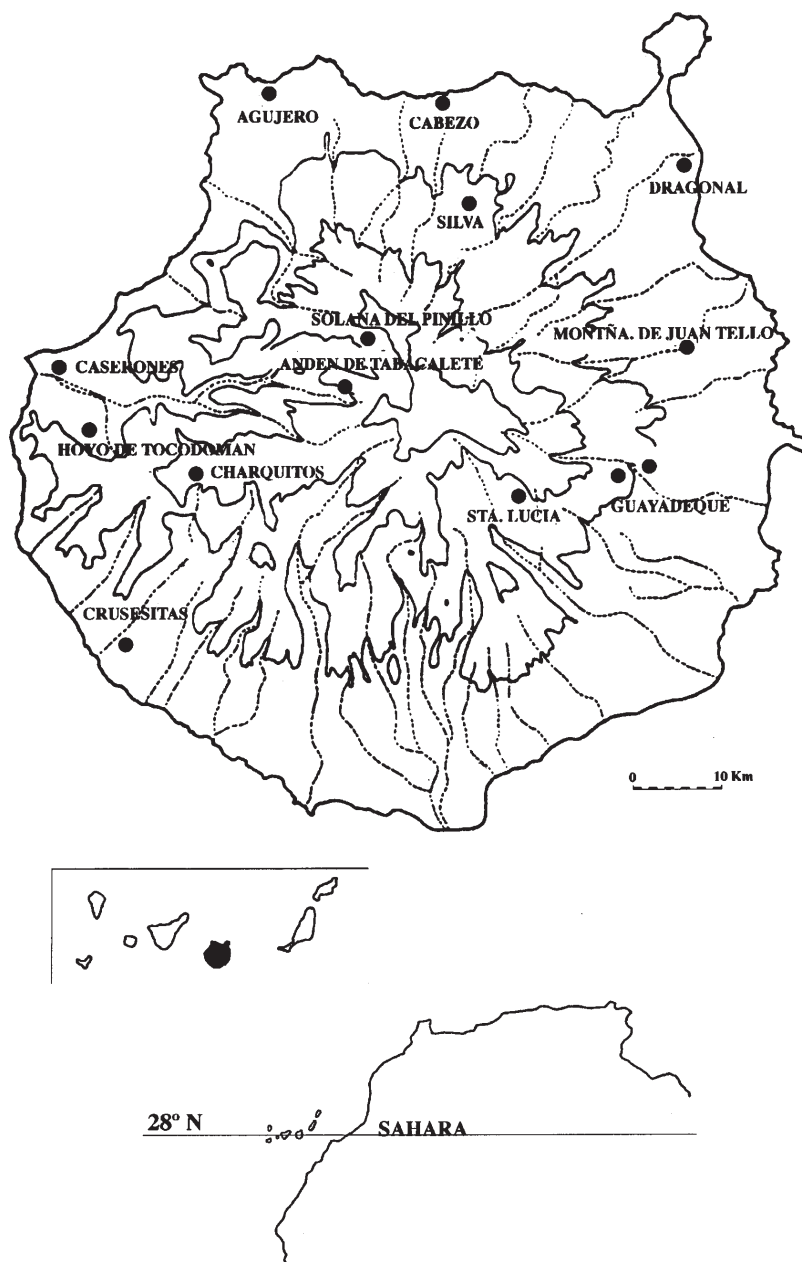 AGUJERO
CABEZO
DRAGONAL
SILVA
SOLANA DEL PINILLO
MONTÑA. DE JUAN TELLO
CASERONES
ANDEN DE TABACALETE
HOYO DE TOCODOMAN
CHARQUITOS
STA. LUCIA
GUAYADEQUE
CRUSESITAS
0 10 Km
28º N
SAHARA